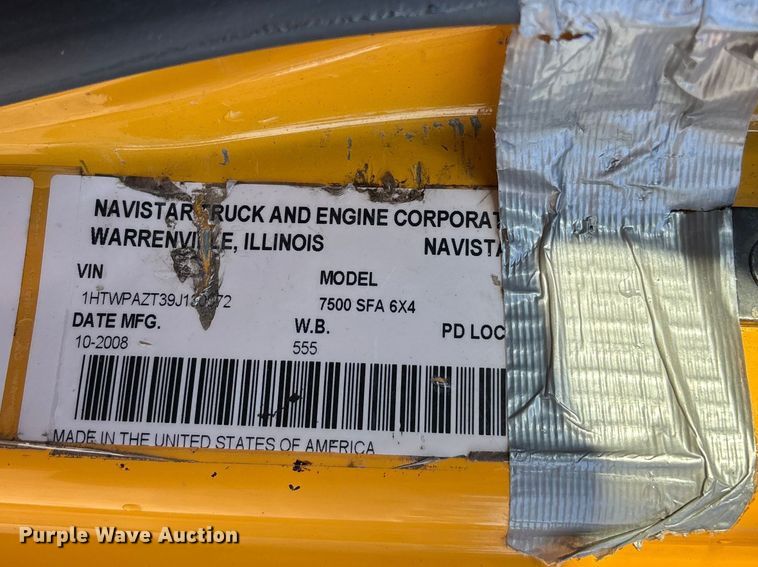 NAVISTAR TRUCK AND ENGINE CORPORAT
WARRENVILLE, ILLINOIS NAVISTA
VIN MODEL
7500 SFA 6X4
DATE MFG. W.B. PD LOC
10-2008 555
MADE IN THE UNITED STATES OF AMERICA
Purple Wave Auction